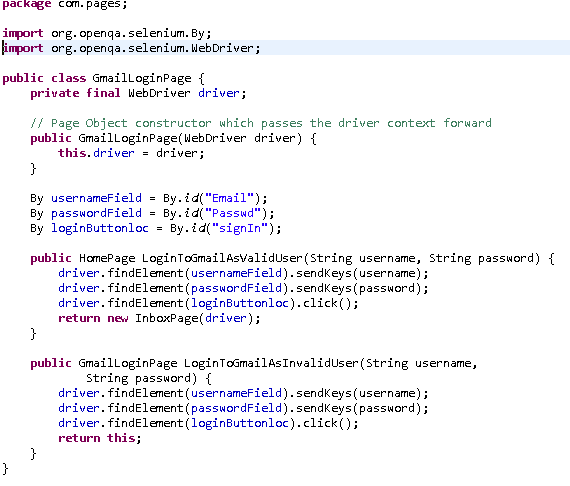 package com.pages;
import org.openqa.selenium.By;
import org.openqa.selenium.WebDriver;
public class GmailLoginPage {
private final WebDriver driver;
// Page Object constructor which passes the driver context forward
public GmailLoginPage(WebDriver driver) {
this.driver = driver;
}
By usernameField = By.id("Email");
By passwordField = By.id("Passwd");
By loginButtonloc = By.id("signIn");
public HomePage LoginToGmailAsValidUser(String username, String password) {
driver.findElement(usernameField).sendKeys(username);
driver.findElement(passwordField).sendKeys(password);
driver.findElement(loginButtonloc).click();
return new InboxPage(driver);
}
public GmailLoginPage LoginToGmailAsInvalidUser(String username,
String password) {
driver.findElement(usernameField).sendKeys(username);
driver.findElement(passwordField).sendKeys(password);
driver.findElement(loginButtonloc).click();
return this;
}
}